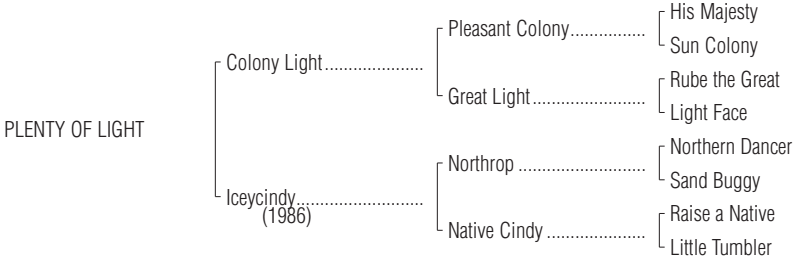 His Majesty
Pleasant Colony................
Sun Colony
Colony Light.....................
Rube the Great
Great Light........................
Light Face
PLENTY OF LIGHT
Northern Dancer
Northrop ...........................
Sand Buggy
Iceycindy...........................
(1986)
Raise a Native
Native Cindy .....................
Little Tumbler